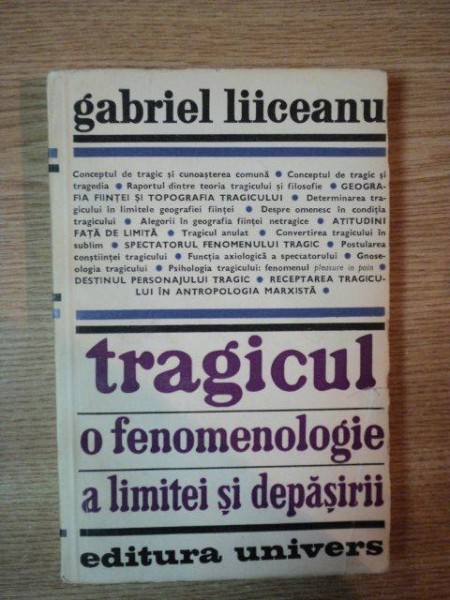 gabriel liiceanu
Conceptul de tragic și cunoașterea comună ● Conceptul de tragic și
tragedia ● Raportul dintre teoria tragicului și filosofie ● GEOGRA-
FIA FIINȚEI ȘI TOPOGRAFIA TRAGICULUI ● Determinarea tra-
gicului în limitele geografiei ființei ● Despre omenesc în condiția
tragicului ● Alegorii în geografia ființei netragice ● ATITUDINI
FAȚĂ DE LIMITĂ ● Tragicul anulat ● Convertirea tragicului în
sublim ● SPECTATORUL FENOMENULUI TRAGIC ● Postularea
conștiinței tragicului ● Funcția axiologică a spectatorului ● Gnose-
ologia tragicului ● Psihologia tragicului: fenomenul pleasure in pain ●
DESTINUL PERSONAJULUI TRAGIC ● RECEPTAREA TRAGICU-
LUI ÎN ANTROPOLOGIA MARXISTĂ ●
tragicul
o fenomenologie
a limitei și depășirii
editura univers